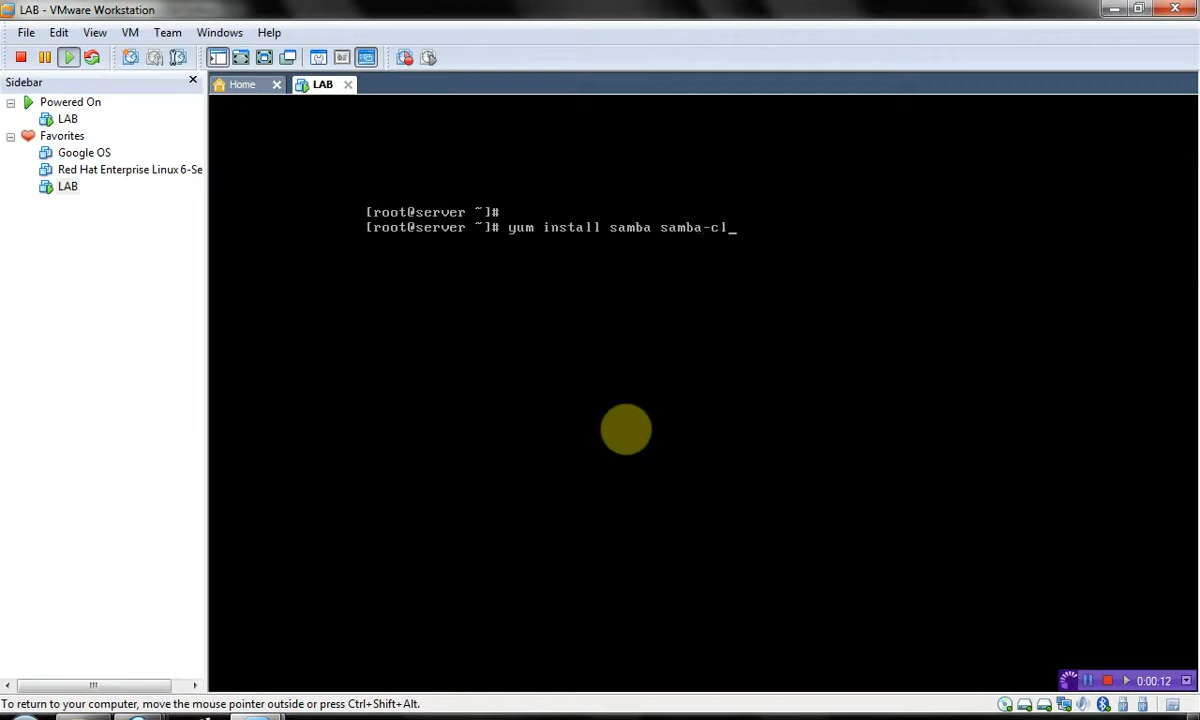 LAB - VMware Workstation
File Edit View VM Team Windows Help
Sidebar
Home
LAB
Powered On
LAB
Favorites
Google OS
Red Hat Enterprise Linux 6-Se
LAB
[root@server ~]#
[root@server ~]# yum install samba samba-cl_
0:00:12
To return to your computer, move the mouse pointer outside or press Ctrl+Shift+Alt.